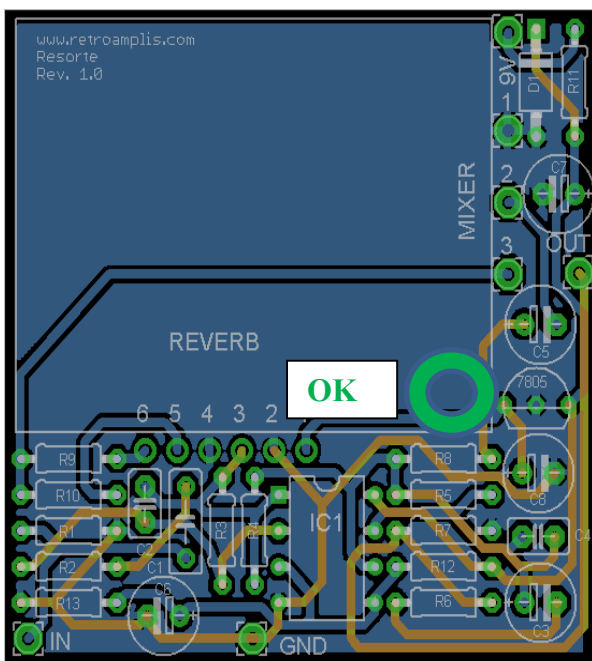 www.retroamplis.com
Resorte
Rev. 1.0
9V
D1
R11
1
2
C7
MIXER
3
OUT
REVERB
C5
OK
7805
6 5 4 3 2
R9
R8
C8
R10
R5
R3
R4
IC1
R1
R7
C4
C2
R2
C1
R12
C6
R13
R6
C3
IN
GND